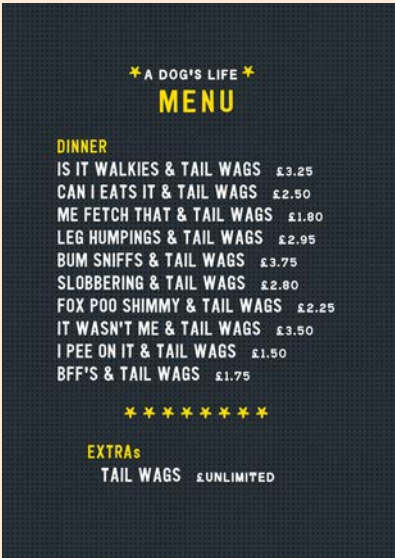 A DOG'S LIFE
MENU
DINNER
IS IT WALKIES & TAIL WAGS £3.25
CAN I EATS IT & TAIL WAGS £2.50
ME FETCH THAT & TAIL WAGS £1.80
LEG HUMPINGS & TAIL WAGS £2.95
BUM SNIFFS & TAIL WAGS £3.75
SLOBBERING & TAIL WAGS £2.80
FOX POO SHIMMY & TAIL WAGS £2.25
IT WASN'T ME & TAIL WAGS £3.50
I PEE ON IT & TAIL WAGS £1.50
BFF'S & TAIL WAGS £1.75
EXTRAs
TAIL WAGS £UNLIMITED